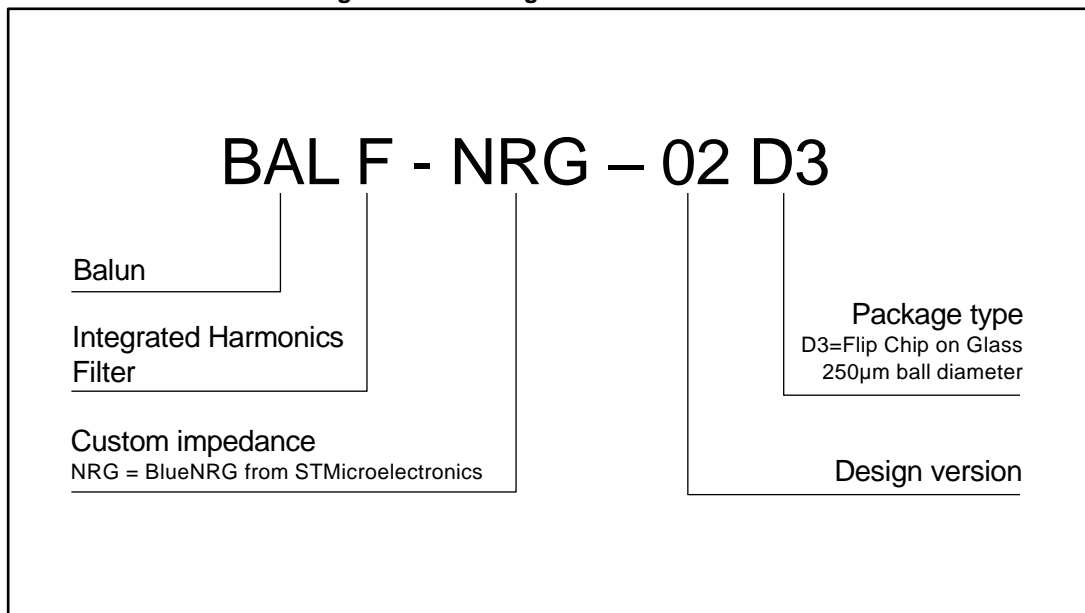 BAL F - NRG – 02 D3
Balun
Integrated Harmonics
Filter
Custom impedance
NRG = BlueNRG from STMicroelectronics
Package type
D3=Flip Chip on Glass
250µm ball diameter
Design version